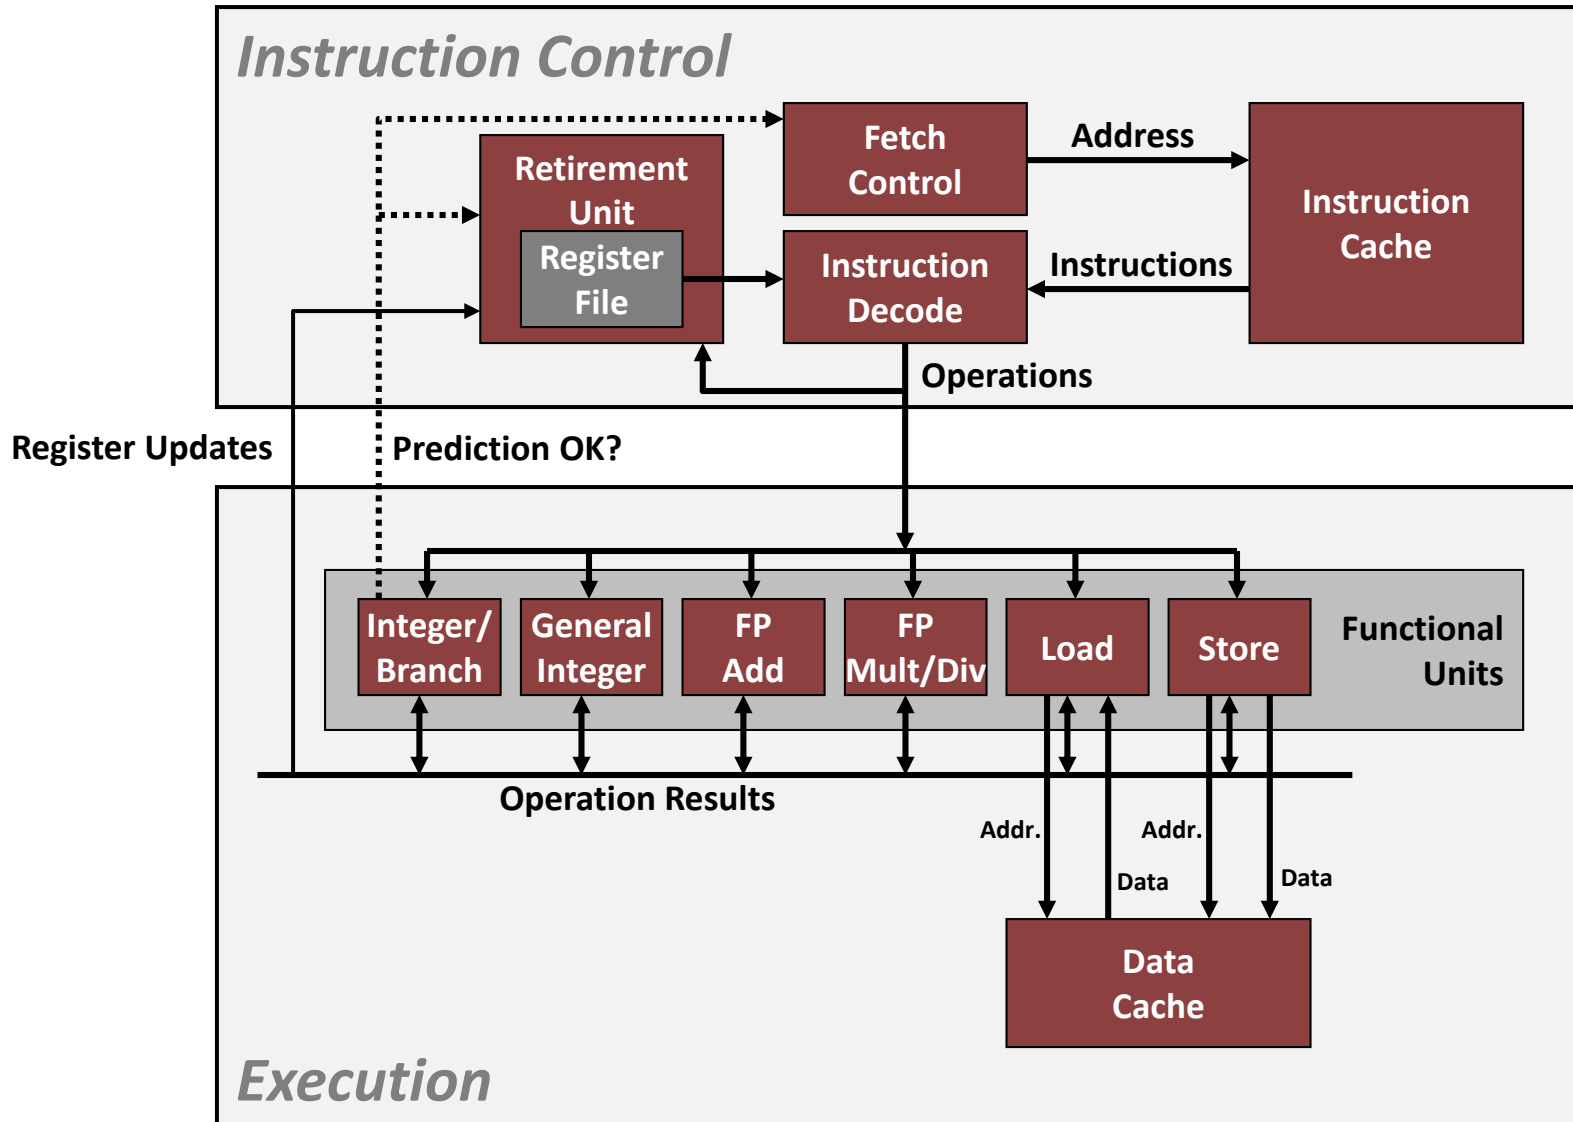 Instruction Control
Fetch
Control
Address
Retirement
Unit
Instruction
Cache
Register
File
Instruction
Decode
Instructions
Operations
Register Updates
Prediction OK?
Integer/
Branch
General
Integer
FP
Add
FP
Mult/Div
Load
Store
Functional
Units
Operation Results
Addr.
Addr.
Data
Data
Data
Cache
Execution